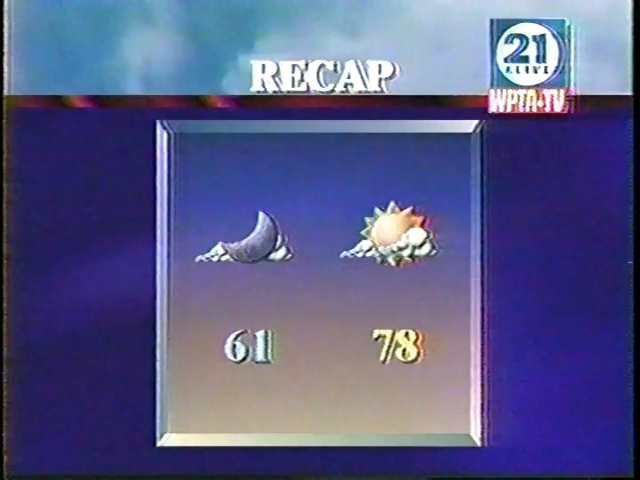 RECAP
21
ALIVE
WPTA-TV
61 78